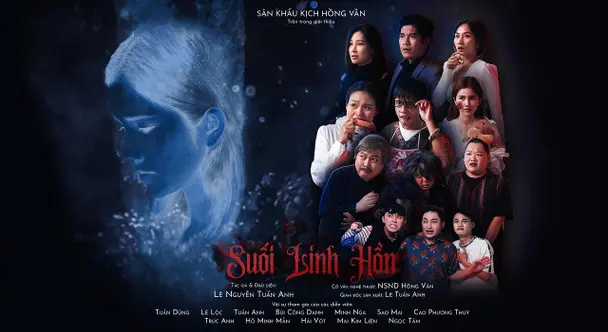 SÂN KHẤU KỊCH HỒNG VÂN
Trân trọng giới thiệu
Suối Linh Hồn
TÁC GIẢ & ĐẠO DIỄN:
LÊ NGUYỄN TUẤN ANH
CỐ VẤN NGHỆ THUẬT: NSND HỒNG VÂN
GIÁM ĐỐC SẢN XUẤT: LÊ TUẤN ANH
Với sự tham gia của các diễn viên
TUẤN DŨNG LÊ LỘC TUẤN ANH BÙI CÔNG DANH MINH NGA SAO MAI CAO PHƯƠNG THỤY
TRÚC ANH HỒ MINH MẪN HẢI VỌT MAI KIM LIÊN NGỌC TÂM